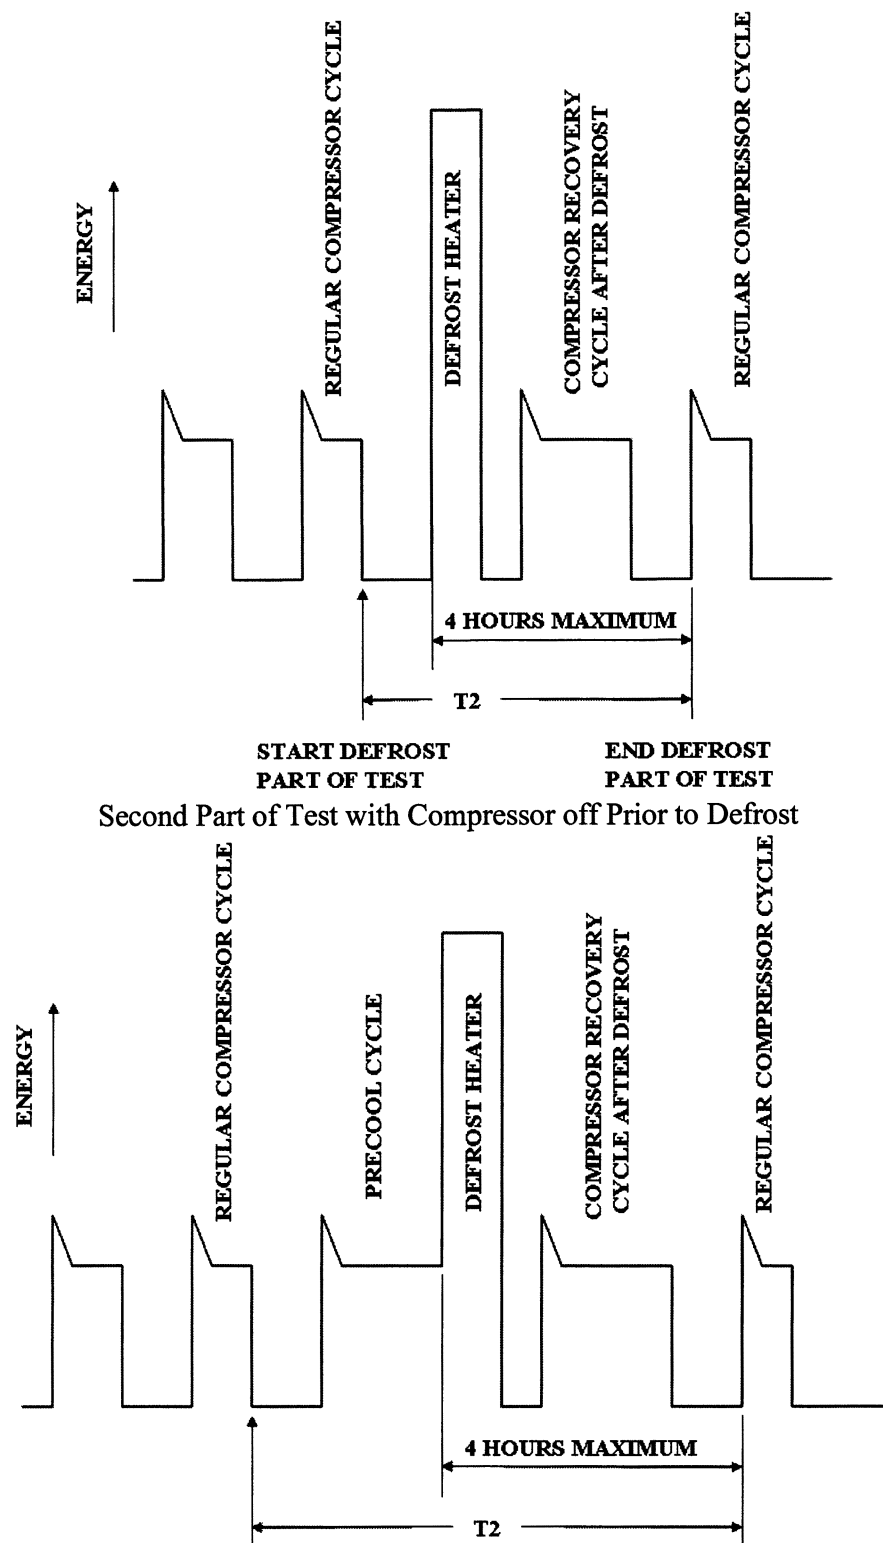 REGULAR COMPRESSOR CYCLE
COMPRESSOR RECOVERY
CYCLE AFTER DEFROST
REGULAR COMPRESSOR CYCLE
DEFROST HEATER
ENERGY
4 HOURS MAXIMUM
T2
START DEFROST
PART OF TEST
END DEFROST
PART OF TEST
Second Part of Test with Compressor off Prior to Defrost
REGULAR COMPRESSOR CYCLE
PRECOOL CYCLE
DEFROST HEATER
COMPRESSOR RECOVERY
CYCLE AFTER DEFROST
REGULAR COMPRESSOR CYCLE
ENERGY
4 HOURS MAXIMUM
T2